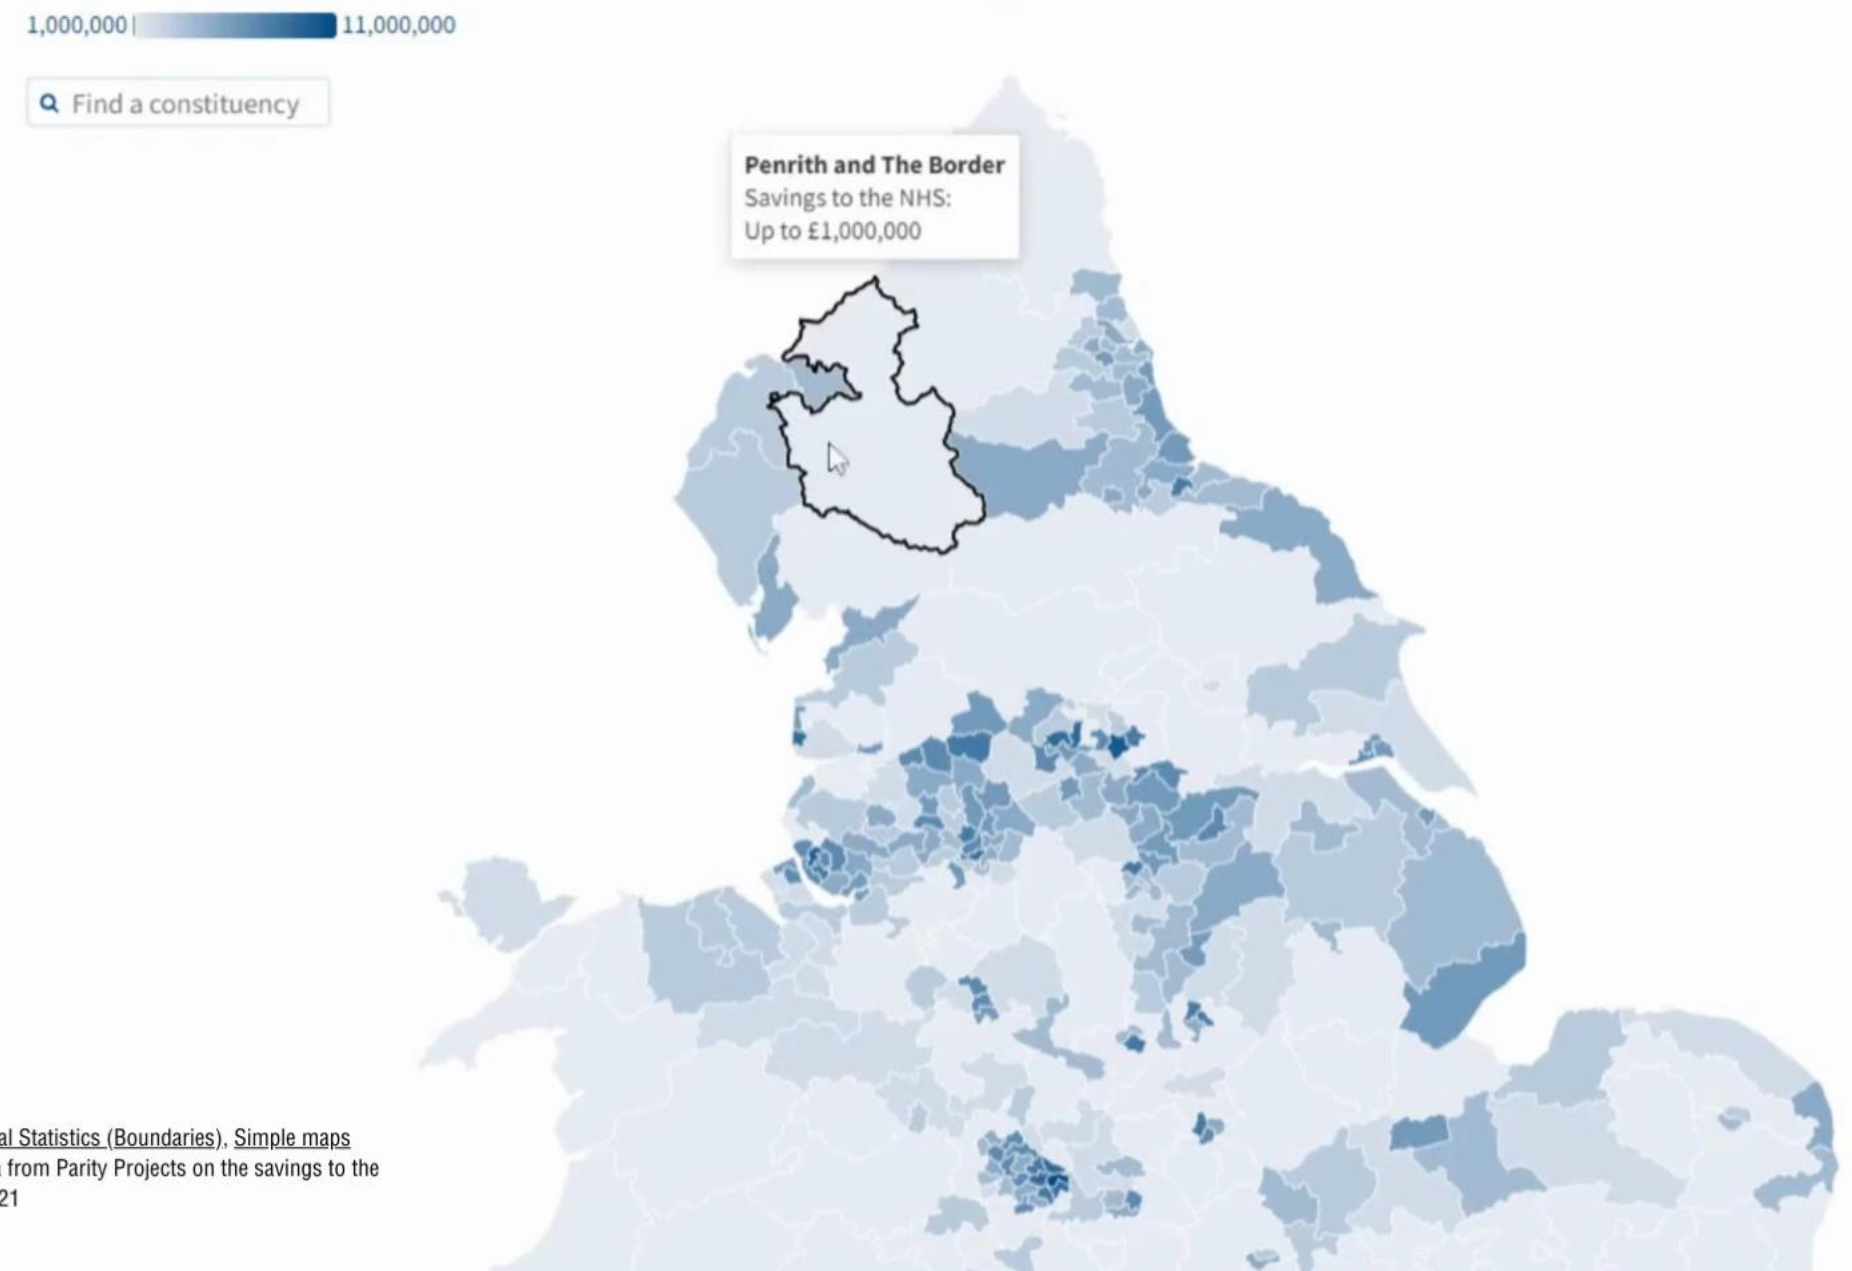 1,000,000 11,000,000
Find a constituency
Penrith and The Border
Savings to the NHS:
Up to £1,000,000
al Statistics (Boundaries), Simple maps
from Parity Projects on the savings to the
21